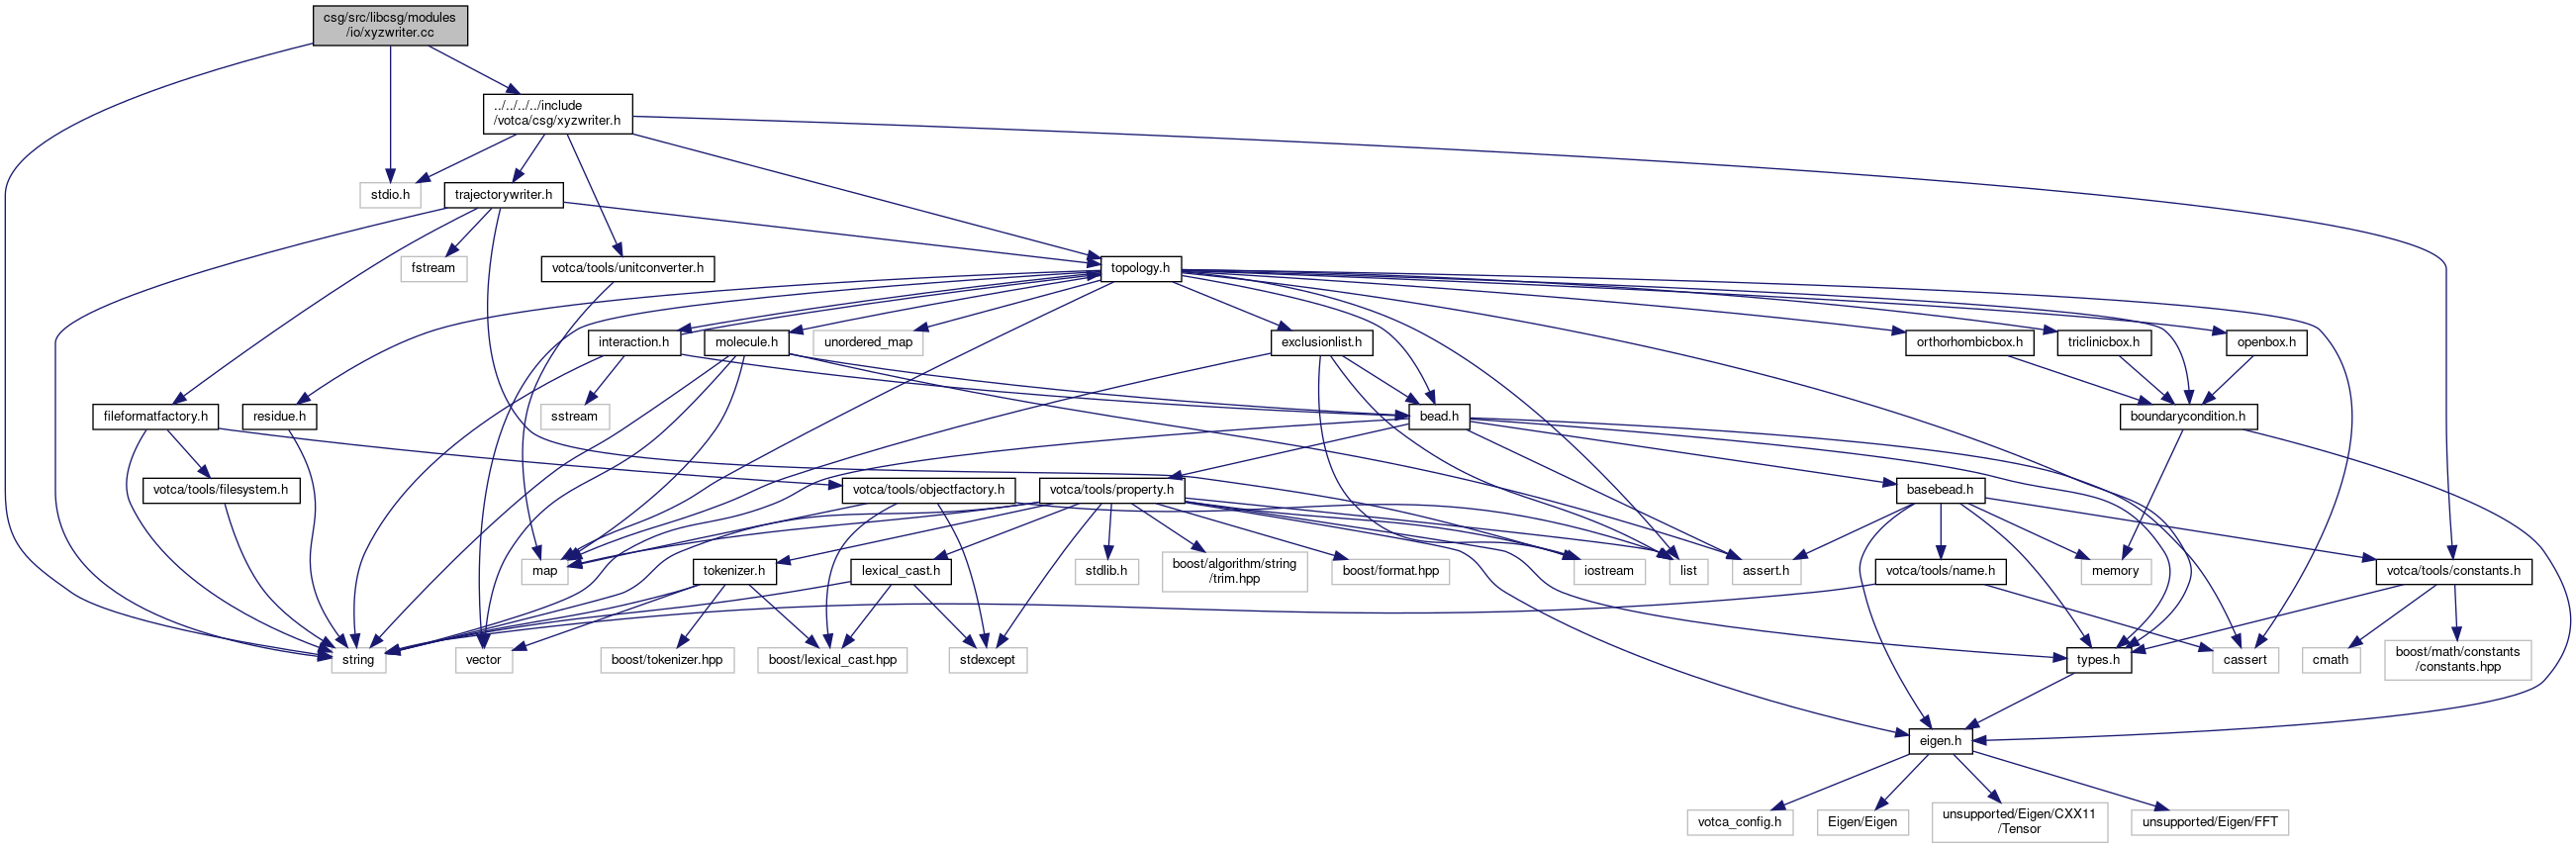 csg/src/libcsg/modules
/io/xyzwriter.cc
../../../../include
/votca/csg/xyzwriter.h
stdio.h
trajectorywriter.h
fstream
votca/tools/unitconverter.h
topology.h
interaction.h
molecule.h
unordered_map
exclusionlist.h
orthorhombicbox.h
triclinicbox.h
openbox.h
fileformatfactory.h
residue.h
sstream
bead.h
boundarycondition.h
votca/tools/filesystem.h
votca/tools/objectfactory.h
votca/tools/property.h
basebead.h
map
tokenizer.h
lexical_cast.h
stdlib.h
boost/algorithm/string
/trim.hpp
boost/format.hpp
iostream
list
assert.h
votca/tools/name.h
memory
votca/tools/constants.h
string
vector
boost/tokenizer.hpp
boost/lexical_cast.hpp
stdexcept
types.h
cassert
cmath
boost/math/constants
/constants.hpp
eigen.h
votca_config.h
Eigen/Eigen
unsupported/Eigen/CXX11
/Tensor
unsupported/Eigen/FFT